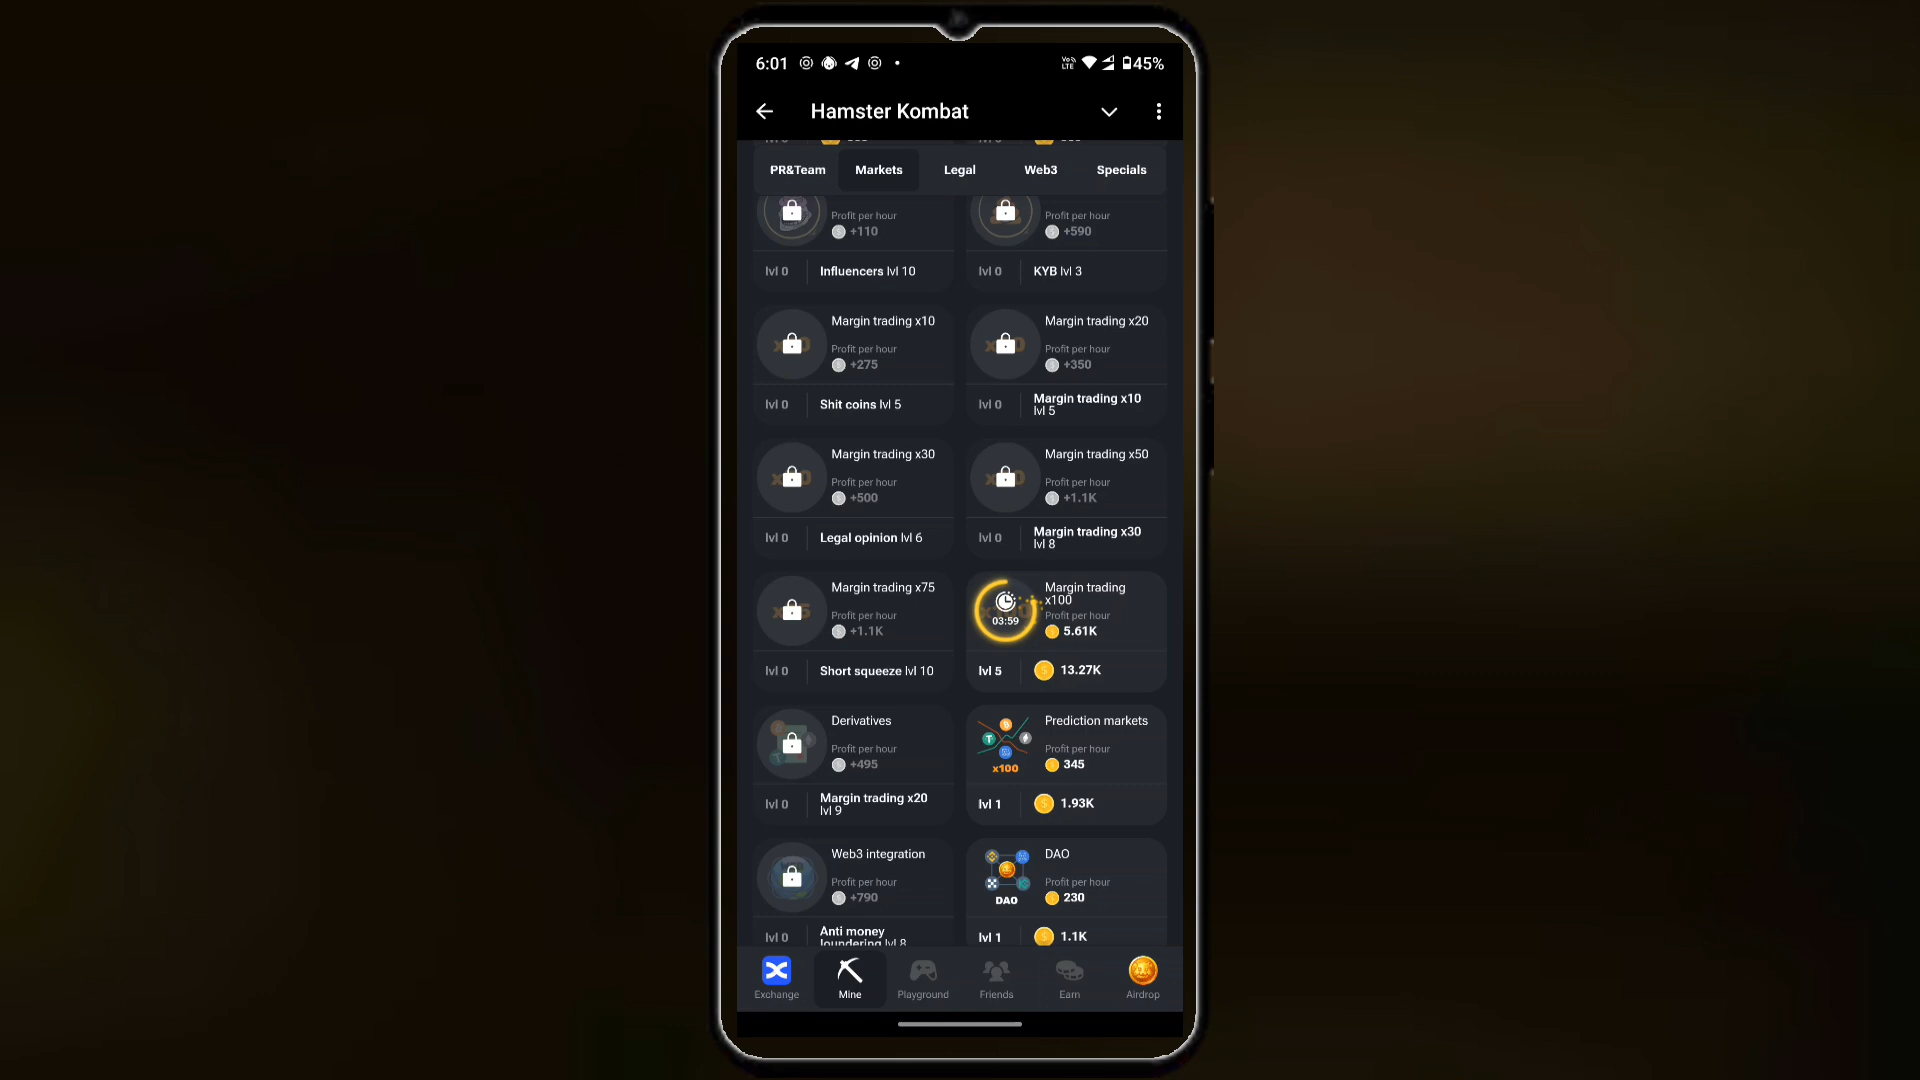 6:01
Vo LTE
45%
Hamster Kombat
PR&Team
Markets
Legal
Web3
Specials
Profit per hour
+110
lvl 0
Influencers lvl 10
Profit per hour
+590
lvl 0
KYB lvl 3
Margin trading x10
Profit per hour
+275
lvl 0
Shit coins lvl 5
Margin trading x20
Profit per hour
+350
lvl 0
Margin trading x10
lvl 5
Margin trading x30
Profit per hour
+500
lvl 0
Legal opinion lvl 6
Margin trading x50
Profit per hour
+1.1K
lvl 0
Margin trading x30
lvl 8
Margin trading x75
Profit per hour
+1.1K
lvl 0
Short squeeze lvl 10
03:59
Margin trading
x100
Profit per hour
5.61K
lvl 5
13.27K
Derivatives
Profit per hour
+495
lvl 0
Margin trading x20
lvl 9
x100
Prediction markets
Profit per hour
345
lvl 1
1.93K
Web3 integration
Profit per hour
+790
lvl 0
Anti money
loundering lvl 8
DAO
DAO
Profit per hour
230
lvl 1
1.1K
Exchange
Mine
Playground
Friends
Earn
Airdrop